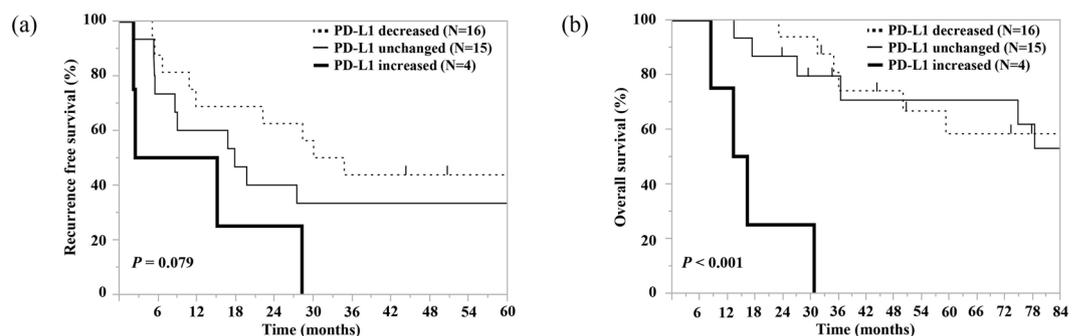 (a)
PD-L1 decreased (N=16)
PD-L1 unchanged (N=15)
PD-L1 increased (N=4)
Recurrence free survival (%)
100
80
60
40
20
0
P = 0.079
6 12 18 24 30 36 42 48 54 60
Time (months)
(b)
PD-L1 decreased (N=16)
PD-L1 unchanged (N=15)
PD-L1 increased (N=4)
Overall survival (%)
100
80
60
40
20
0
P < 0.001
6 12 18 24 30 36 48 60 66 72 78 84
Time (months)